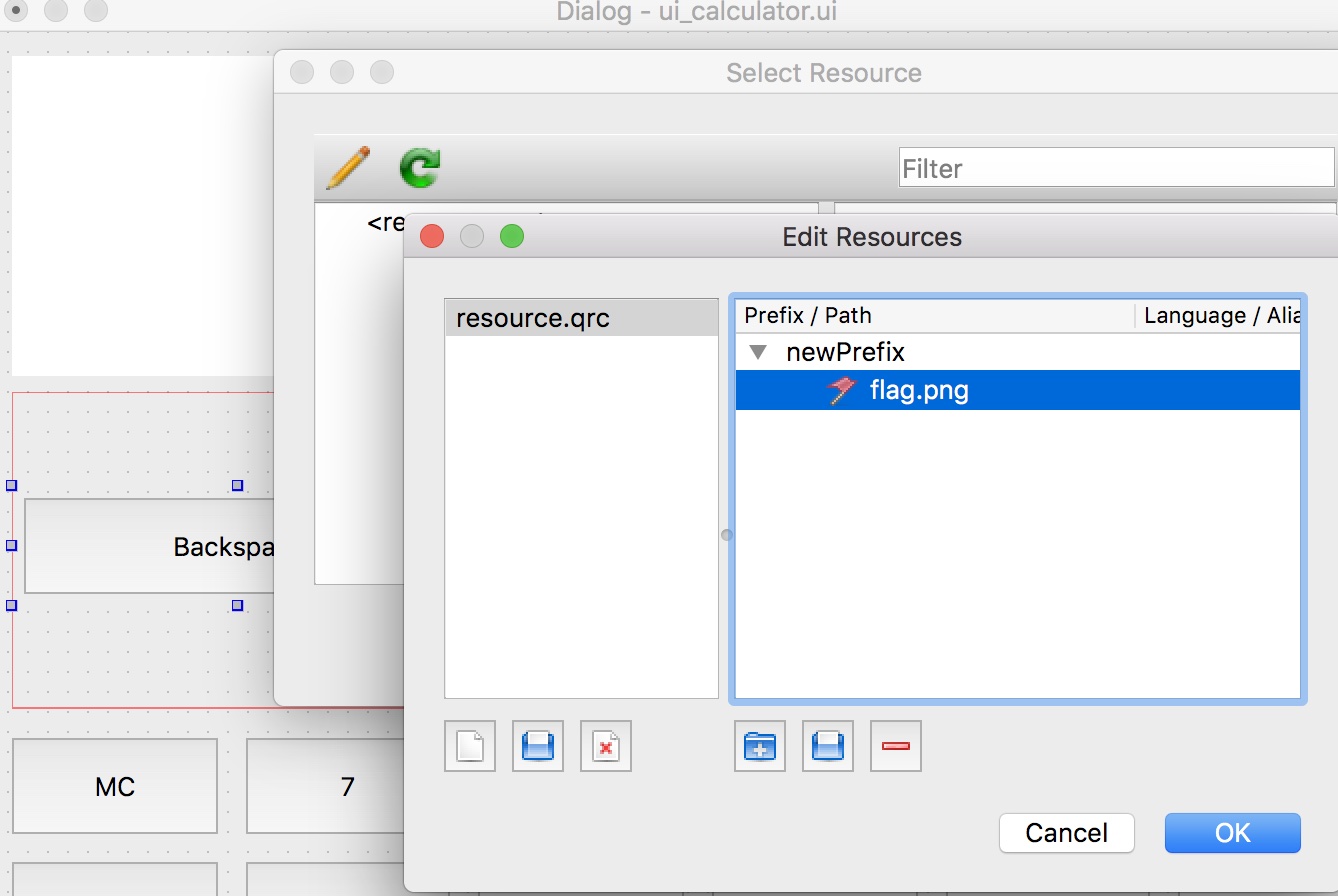 Dialog - ui_calculator.ui
Select Resource
Filter
<re
Edit Resources
resource.qrc
Prefix / Path
Language / Alia
newPrefix
flag.png
Backspa
MC
7
Cancel
OK